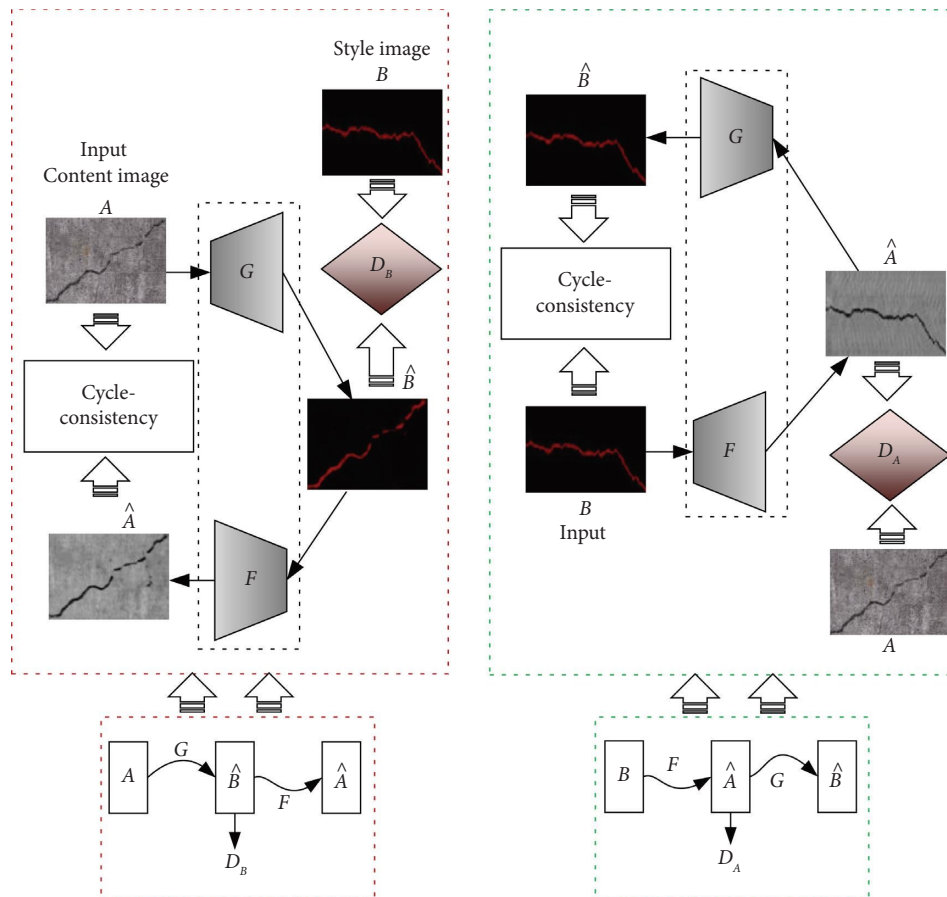 Style image
B
Input
Content image
A
G
D_B
B̂
Cycle-
consistency
Â
F
A
G
B̂
F
Â
D_B
B̂
G
Cycle-
consistency
Â
F
D_A
B
Input
A
B
F
Â
G
B̂
D_A